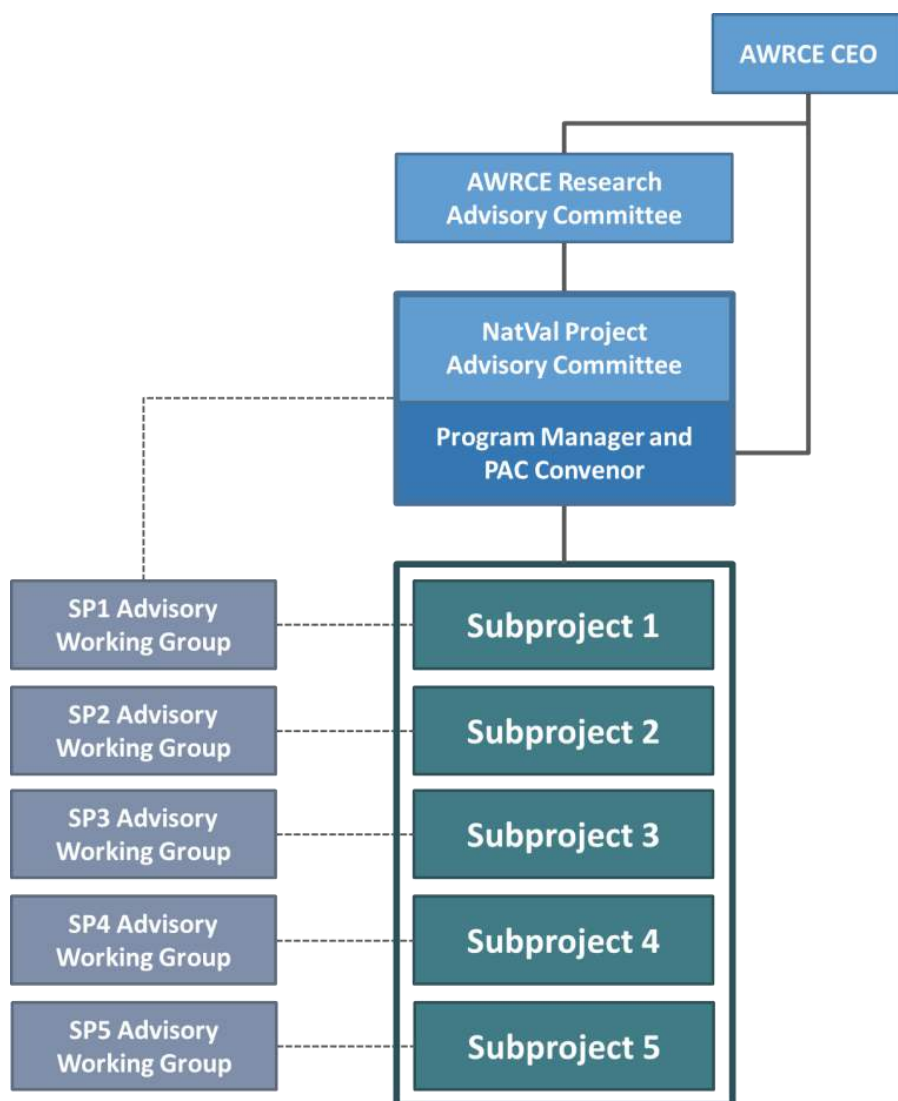 AWRCE CEO
AWRCE Research
Advisory Committee
NatVal Project
Advisory Committee
Program Manager and
PAC Convenor
SP1 Advisory
Working Group
Subproject 1
SP2 Advisory
Working Group
Subproject 2
SP3 Advisory
Working Group
Subproject 3
SP4 Advisory
Working Group
Subproject 4
SP5 Advisory
Working Group
Subproject 5